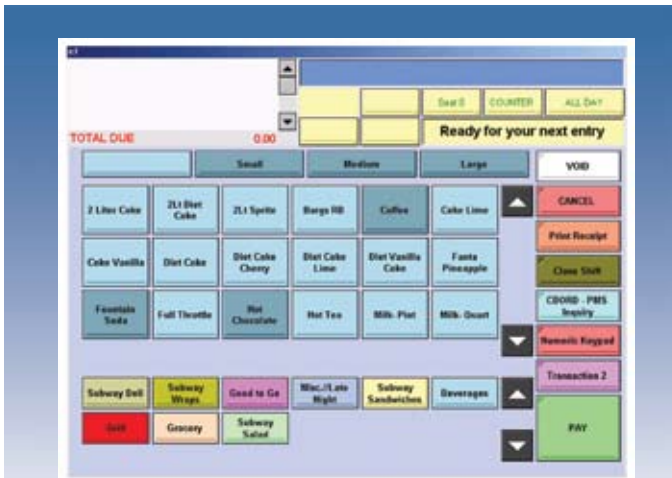 Seat 0 COUNTER ALL DAY
TOTAL DUE 0.00 Ready for your next entry
Small Medium Large VOID
2 Liter Coke 2Lt Diet Coke 2Lt Sprite Bargs RB Coffee Coke Lime CANCEL
Print Receipt
Coke Vanilla Diet Coke Diet Coke Cherry Diet Coke Lime Diet Vanilla Coke Fanta Pineapple Close Shift
Fountain Soda Full Throttle Hot Chocolate Hot Tea Milk- Pint Milk- Quart CBORD - PMS Inquiry
Numeric Keypad
Subway Deli Subway Wraps Good to Go Misc./Late Night Subway Sandwiches Beverages Transaction 2
Grill Grocery Subway Salad PAY